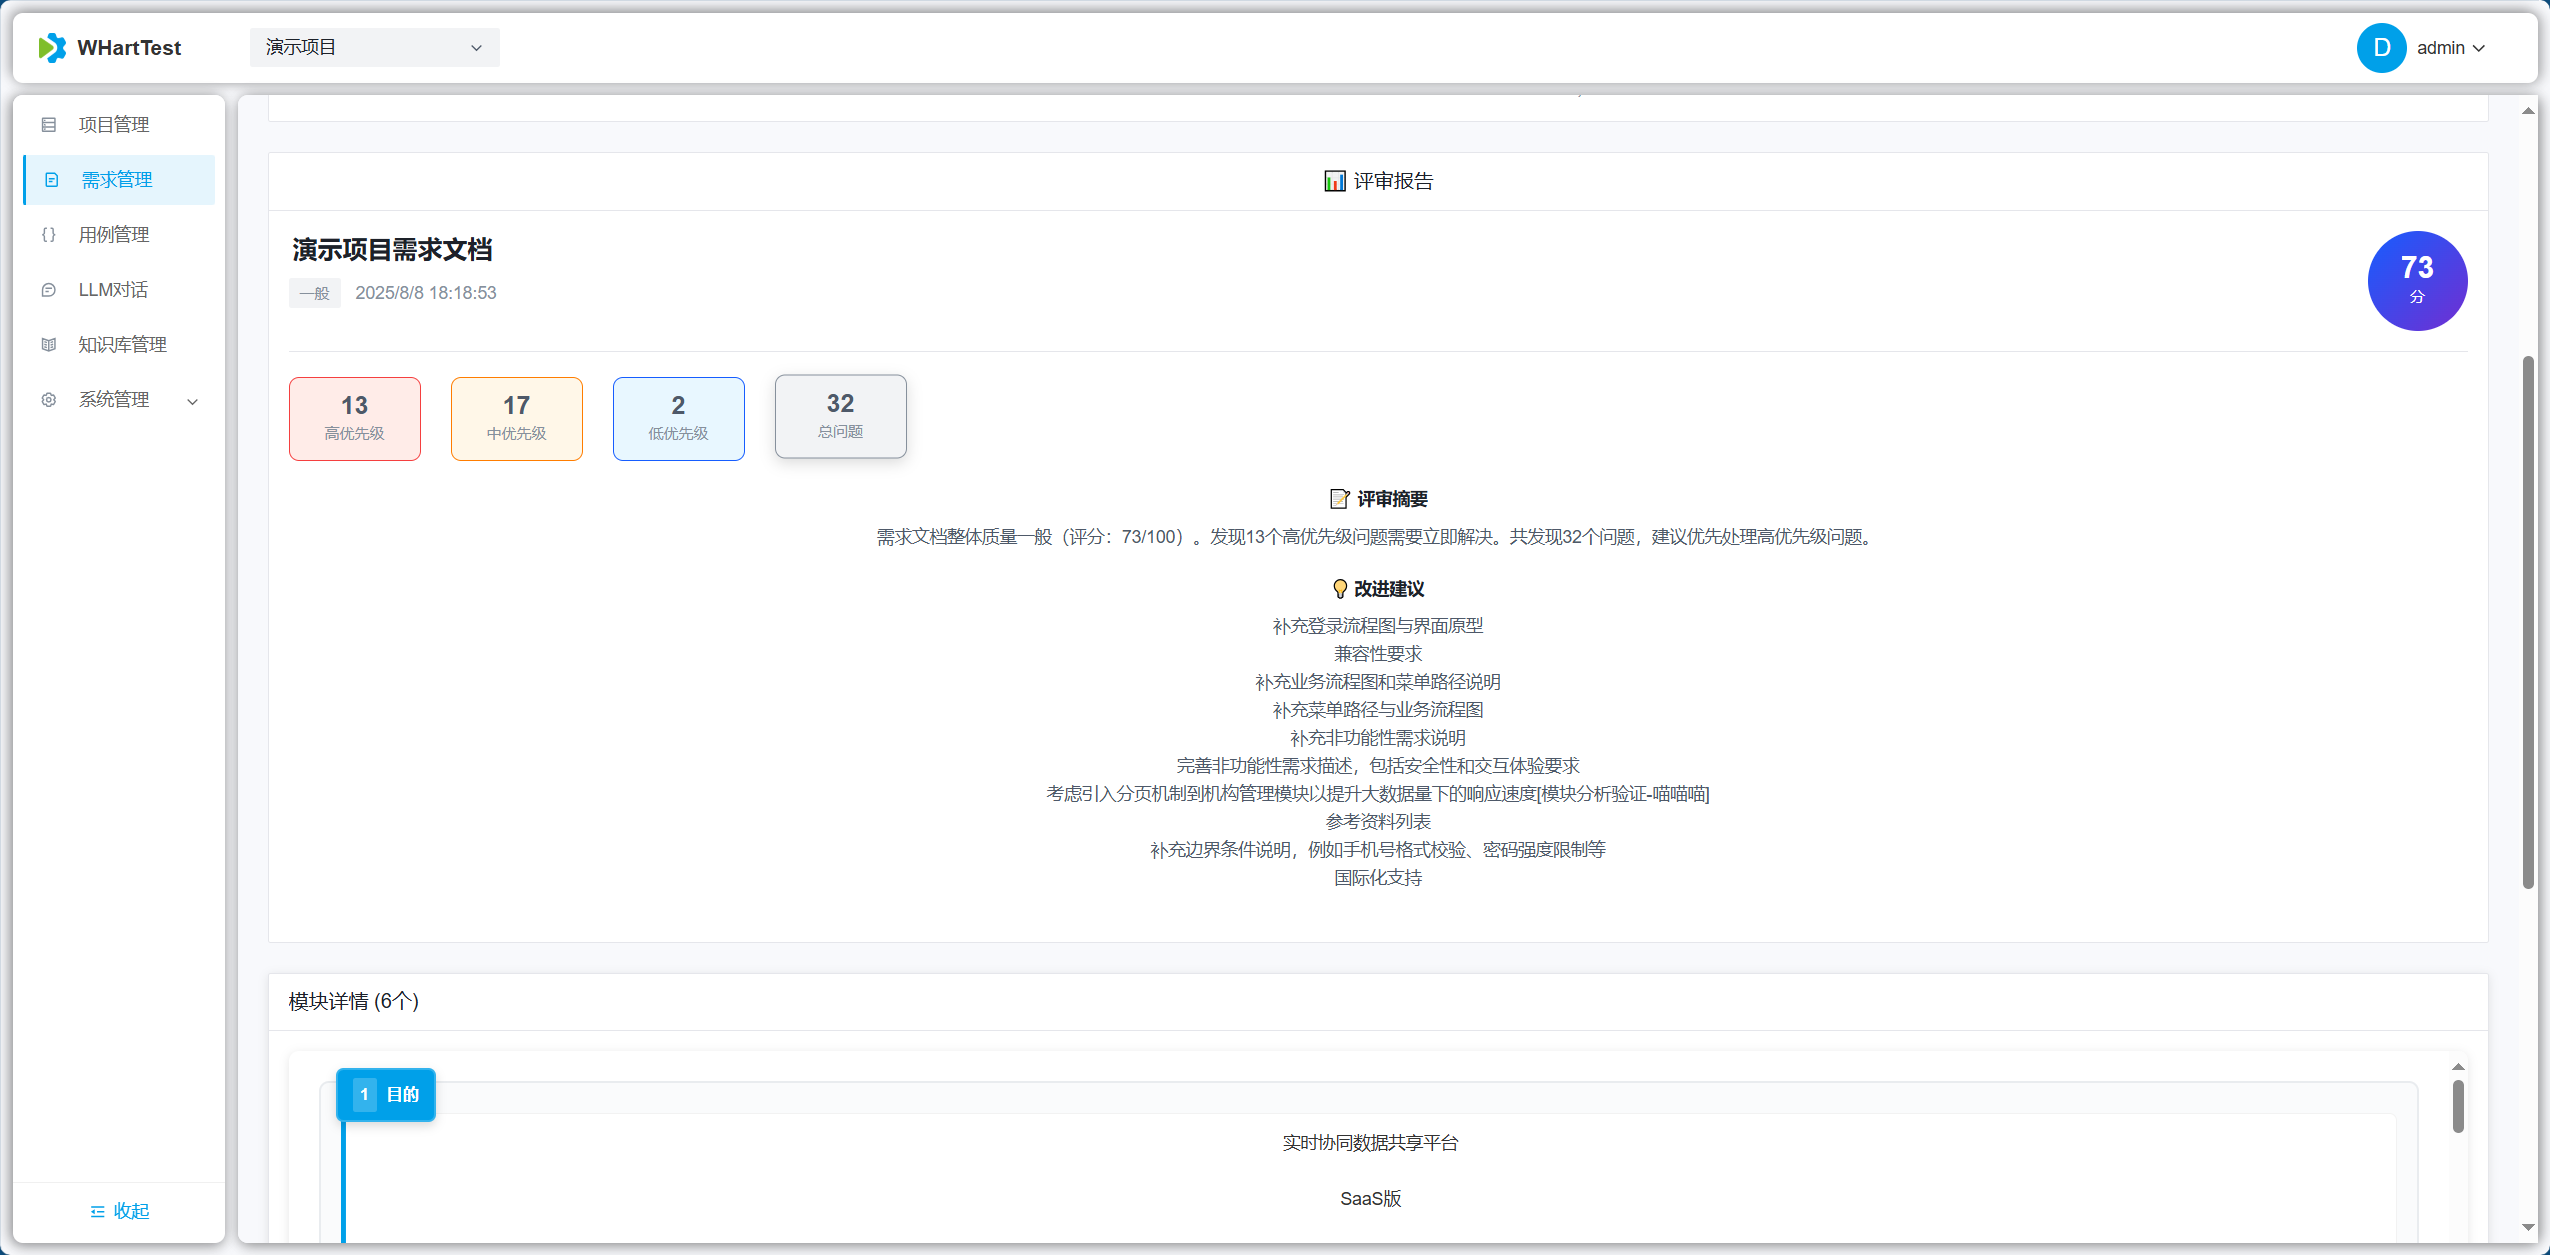 WHartTest
演示项目
D
admin
项目管理
需求管理
用例管理
LLM对话
知识库管理
系统管理
收起
评审报告
演示项目需求文档
一般
2025/8/8 18:18:53
73
分
13
高优先级
17
中优先级
2
低优先级
32
总问题
评审摘要
需求文档整体质量一般（评分：73/100）。发现13个高优先级问题需要立即解决。共发现32个问题，建议优先处理高优先级问题。
改进建议
补充登录流程图与界面原型
兼容性要求
补充业务流程图和菜单路径说明
补充菜单路径与业务流程图
补充非功能性需求说明
完善非功能性需求描述，包括安全性和交互体验要求
考虑引入分页机制到机构管理模块以提升大数据量下的响应速度[模块分析验证-喵喵喵]
参考资料列表
补充边界条件说明，例如手机号格式校验、密码强度限制等
国际化支持
模块详情 (6个)
1 目的
实时协同数据共享平台
SaaS版